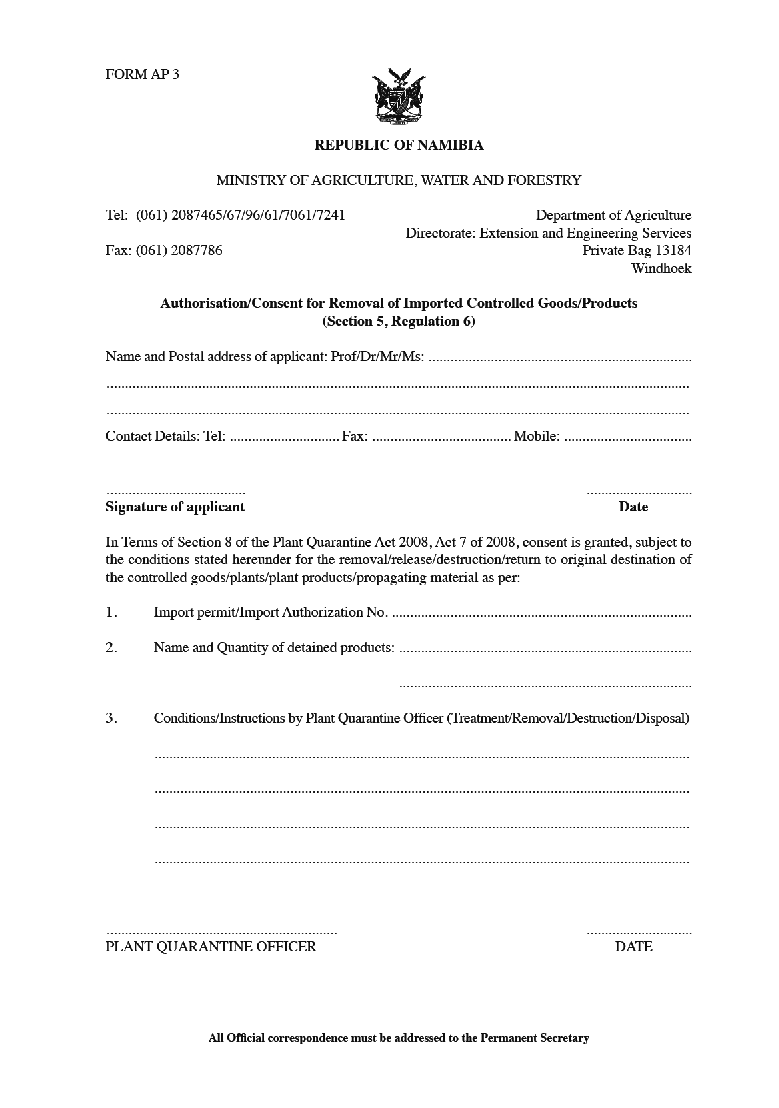 FORM AP 3
REPUBLIC OF NAMIBIA
MINISTRY OF AGRICULTURE, WATER AND FORESTRY
Tel: (061) 2087465/67/96/61/7061/7241
Department of Agriculture
Directorate: Extension and Engineering Services
Fax: (061) 2087786
Private Bag 13184
Windhoek
Authorisation/Consent for Removal of Imported Controlled Goods/Products
(Section 5, Regulation 6)
Name and Postal address of applicant: Prof/Dr/Mr/Ms: ......................................................................
..........................................................................................................................................................
..........................................................................................................................................................
Contact Details: Tel: ............................. Fax: ..................................... Mobile: ..................................
..................................... ............................
Signature of applicant Date
In Terms of Section 8 of the Plant Quarantine Act 2008, Act 7 of 2008, consent is granted, subject to
the conditions stated hereunder for the removal/release/destruction/return to original destination of
the controlled goods/plants/plant products/propagating material as per:
1. Import permit/Import Authorization No. ................................................................................
2. Name and Quantity of detained products: ..............................................................................
..............................................................................
3. Conditions/Instructions by Plant Quarantine Officer (Treatment/Removal/Destruction/Disposal)
..............................................................................................................................................
..............................................................................................................................................
..............................................................................................................................................
..............................................................................................................................................
............................................................. ............................
PLANT QUARANTINE OFFICER DATE
All Official correspondence must be addressed to the Permanent Secretary